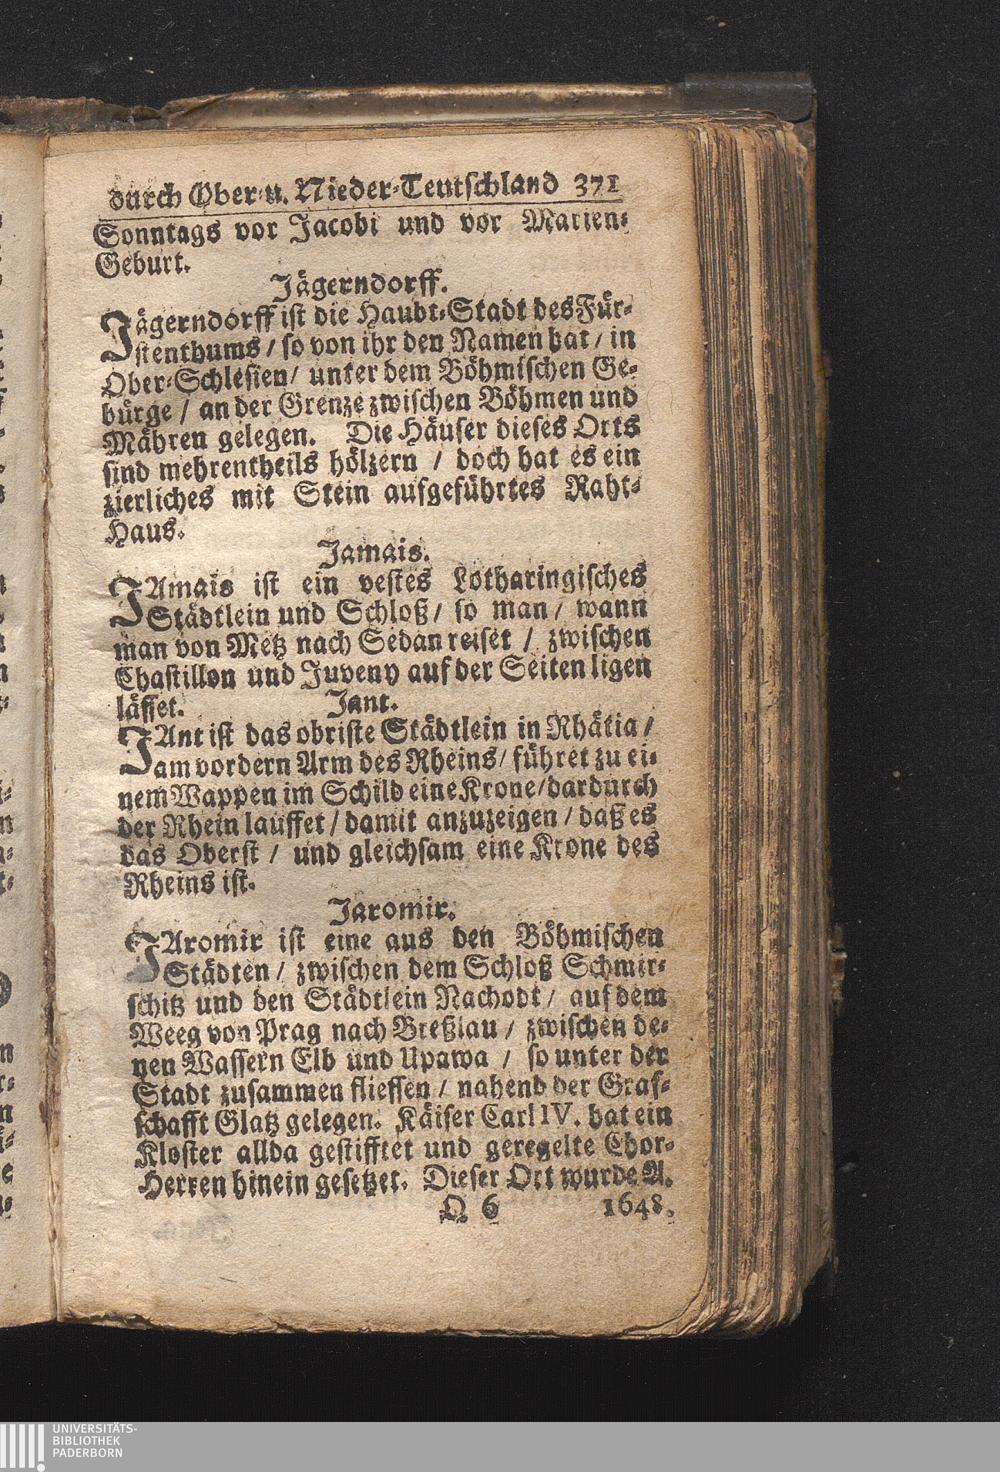 durch Ober- u. Nieder-Teutschland 371
Sonntags vor Jacobi und vor Marien-
Geburt.
Jägerndorff.
Jägerndorff ist die Haubt-Stadt des Für-
stenthums / so von ihr den Namen hat / in
Ober-Schlesien / unter dem Böhmischen Ge-
bürge / an der Grenze zwischen Böhmen und
Mähren gelegen. Die Häuser dieses Orts
sind mehrentheils hölzern / doch hat es ein
zierliches mit Stein aufgeführtes Raht-
Haus.
Jamais.
JAmais ist ein vestes Lotharingisches
Städtlein und Schloß / so man / wann
man von Metz nach Sedan reiset / zwischen
Chastillon und Juveny auf der Seiten ligen
lässet.
Jant.
JAnt ist das obriste Städtlein in Rhätia /
am vordern Arm des Rheins / führet zu ei-
nem Wappen im Schild eine Krone / dardurch
der Rhein lauffet / damit anzuzeigen / daß es
das Oberst / und gleichsam eine Krone des
Rheins ist.
Jaromir.
JAromir ist eine aus den Böhmischen
Städten / zwischen dem Schloß Schmir-
schitz und den Städtlein Nachodt / auf dem
Weeg von Prag nach Breßlau / zwischen de-
nen Wassern Elb und Upawa / so unter der
Stadt zusammen fliessen / nahend der Graf-
schafft Glatz gelegen. Käiser Carl IV. hat ein
Kloster allda gestifftet und geregelte Chor-
Herren hinein gesetzet. Dieser Ort wurde A.
Q 6 1648.
UNIVERSITÄTS-
BIBLIOTHEK
PADERBORN